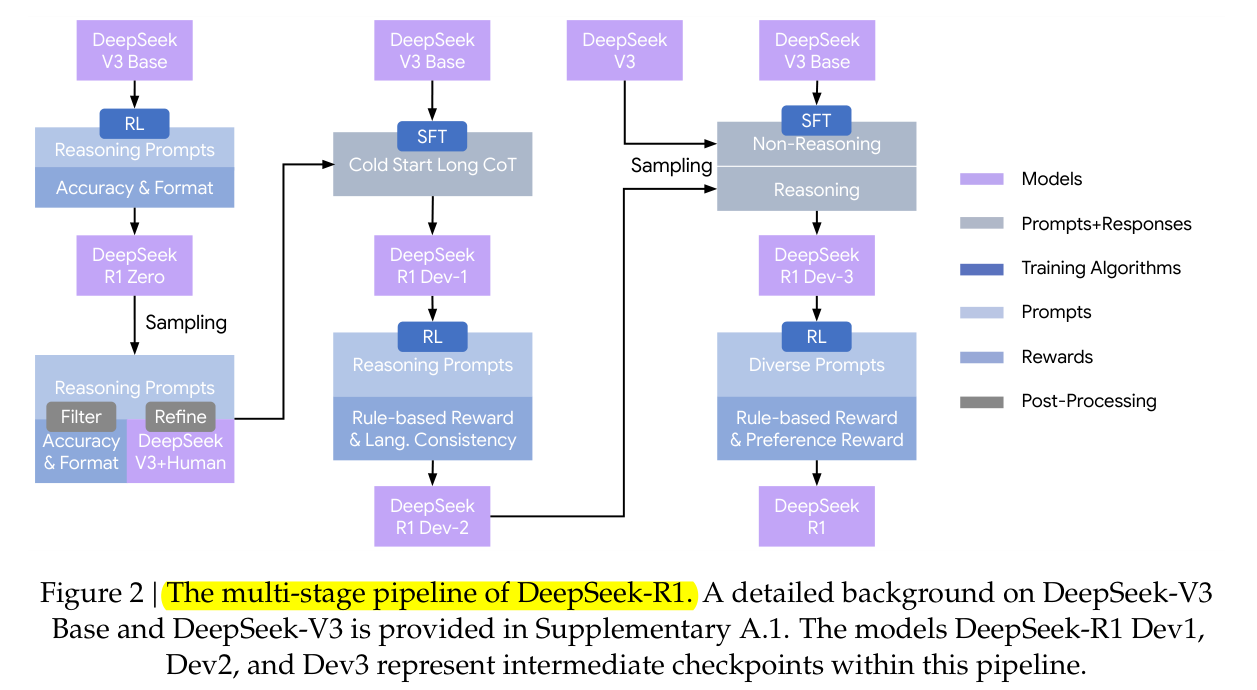 DeepSeek
V3 Base
RL
Reasoning Prompts
Accuracy & Format
DeepSeek
R1 Zero
Sampling
Reasoning Prompts
Filter
Refine
Accuracy
& Format
DeepSeek
V3+Human
DeepSeek
V3 Base
SFT
Cold Start Long CoT
DeepSeek
R1 Dev-1
RL
Reasoning Prompts
Rule-based Reward
& Lang. Consistency
DeepSeek
R1 Dev-2
DeepSeek
V3
Sampling
DeepSeek
V3 Base
SFT
Non-Reasoning
Reasoning
DeepSeek
R1 Dev-3
RL
Diverse Prompts
Rule-based Reward
& Preference Reward
DeepSeek
R1
Models
Prompts+Responses
Training Algorithms
Prompts
Rewards
Post-Processing
Figure 2 | The multi-stage pipeline of DeepSeek-R1. A detailed background on DeepSeek-V3
Base and DeepSeek-V3 is provided in Supplementary A.1. The models DeepSeek-R1 Dev1,
Dev2, and Dev3 represent intermediate checkpoints within this pipeline.